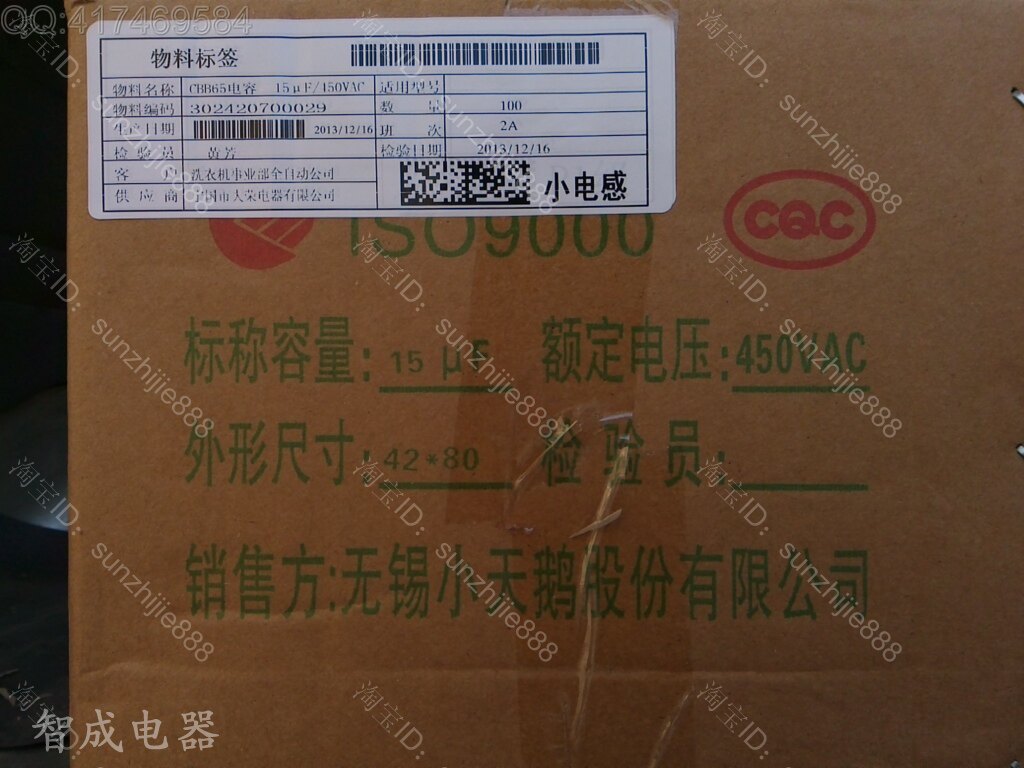 QQ:417469584
物料标签
物料名称 CBB65电容 15μF/450VAC 适用型号
物料编码 302420700029 数 量 100
生产日期 2013/12/16 班 次 2A
检 验 员 黄芳 检验日期 2013/12/16
客 洗衣机事业部全自动公司
供 应 商 宁国市大荣电器有限公司
小电感
ISO9000
CQC
标称容量: 15 μF 额定电压: 450VAC
外形尺寸: 42*80 检 验 员:
销售方:无锡小天鹅股份有限公司
智成电器
淘宝ID: sunzhijie888